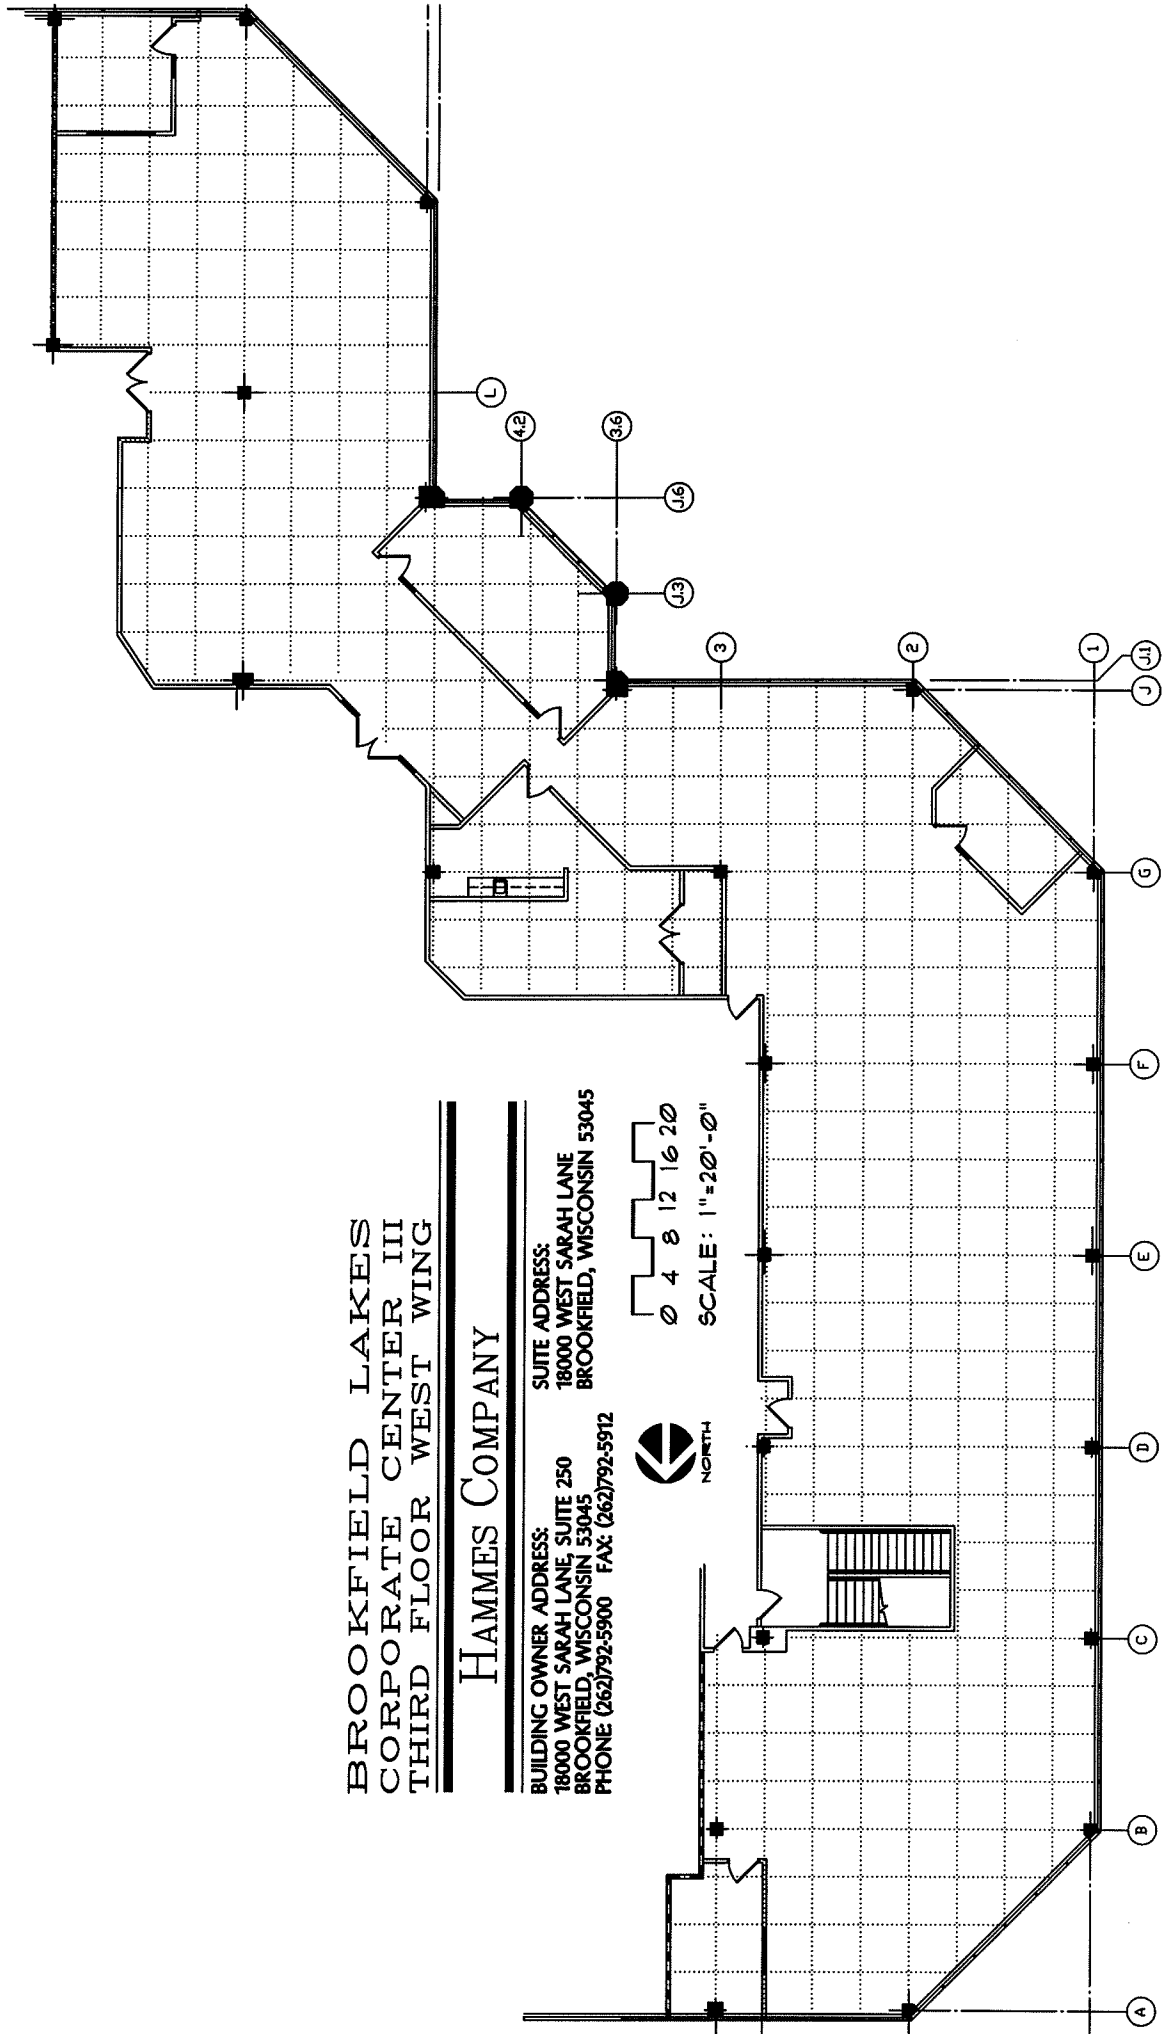 BROOKFIELD LAKES
CORPORATE CENTER III
THIRD FLOOR WEST WING
HAMMES COMPANY
BUILDING OWNER ADDRESS:
18000 WEST SARAH LANE, SUITE 250
BROOKFIELD, WISCONSIN 53045
PHONE: (262)792-5900 FAX: (262)792-5912
SUITE ADDRESS:
18000 WEST SARAH LANE
BROOKFIELD, WISCONSIN 53045
NORTH
0 4 8 12 16 20
SCALE: 1"=20'-0"
L
4.2
3.6
J.6
J.3
3
2
1
J.1
J
G
F
E
D
C
B
A